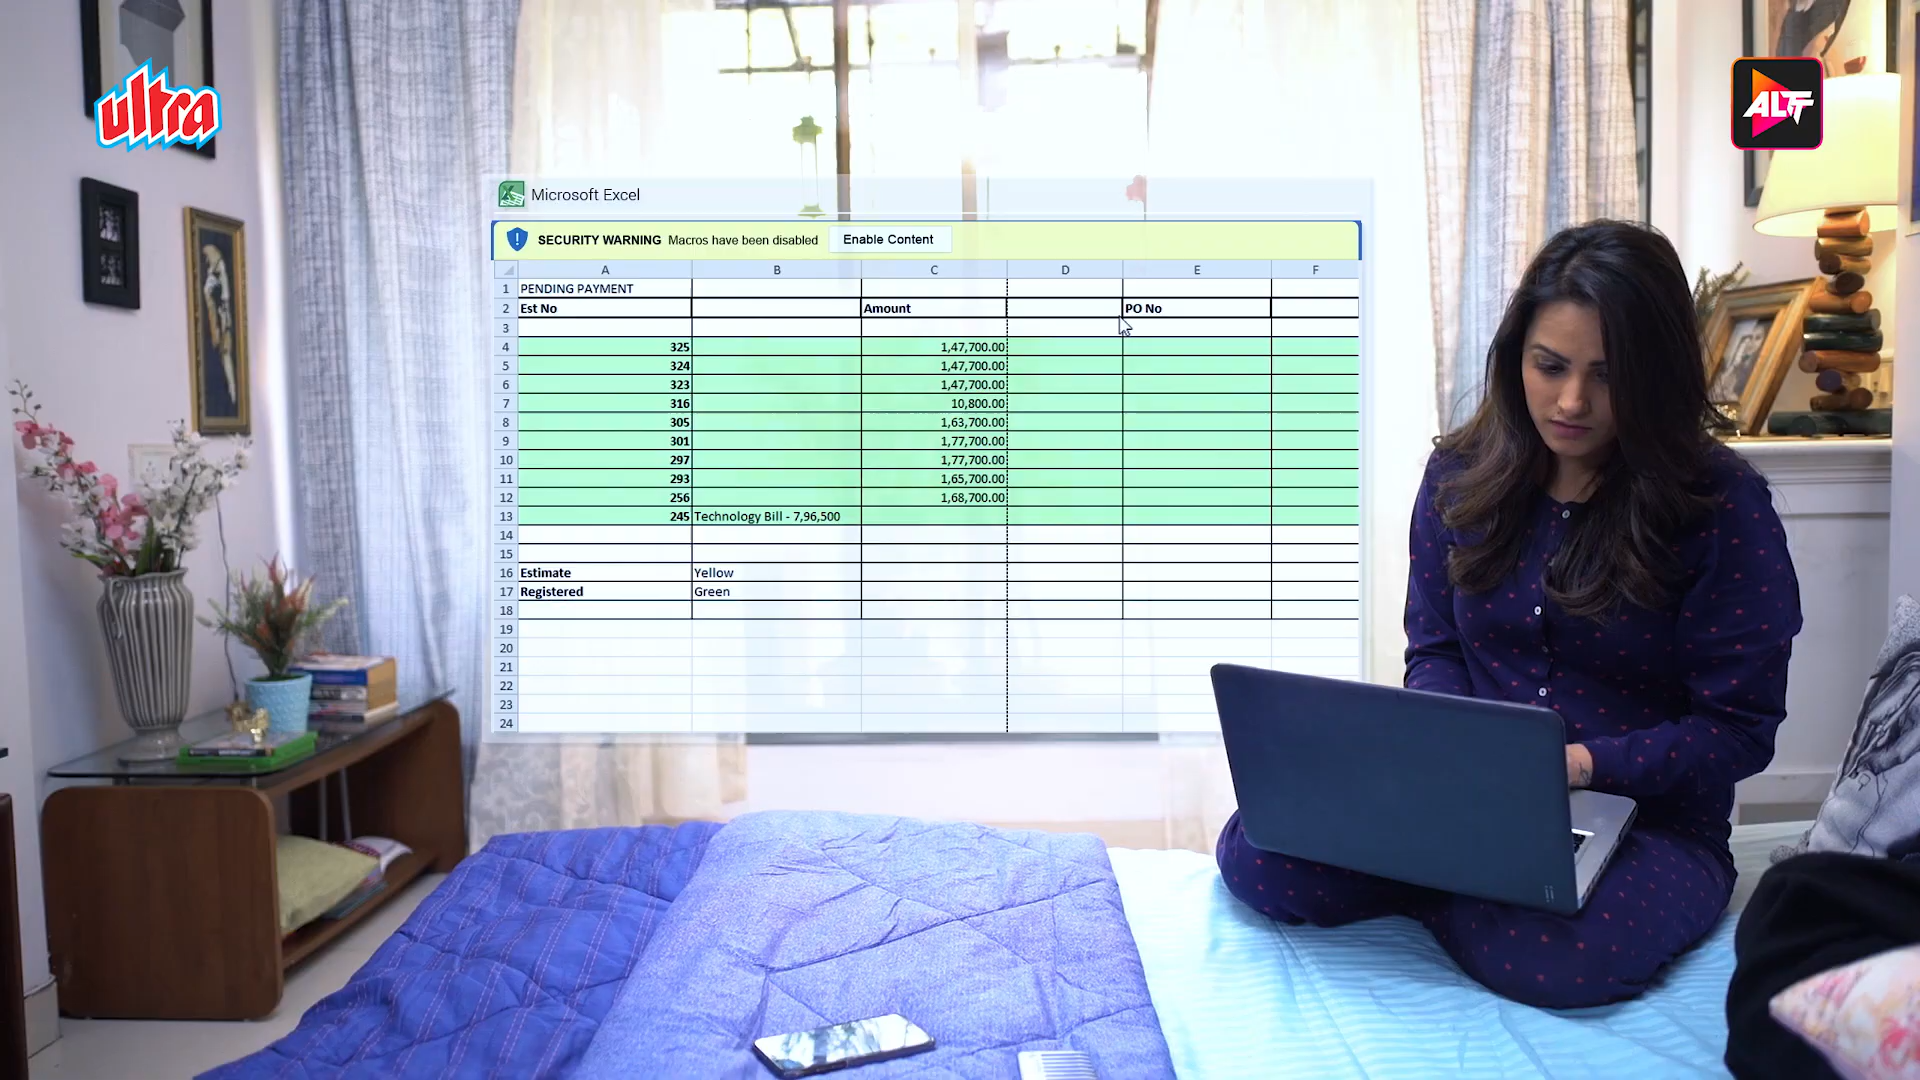 ultra
ALTT
Microsoft Excel
SECURITY WARNING Macros have been disabled Enable Content
A B C D E F
1 PENDING PAYMENT
2 Est No Amount PO No
3
4 325 1,47,700.00
5 324 1,47,700.00
6 323 1,47,700.00
7 316 10,800.00
8 305 1,63,700.00
9 301 1,77,700.00
10 297 1,77,700.00
11 293 1,65,700.00
12 256 1,68,700.00
13 245 Technology Bill - 7,96,500
14
15
16 Estimate Yellow
17 Registered Green
18
19
20
21
22
23
24